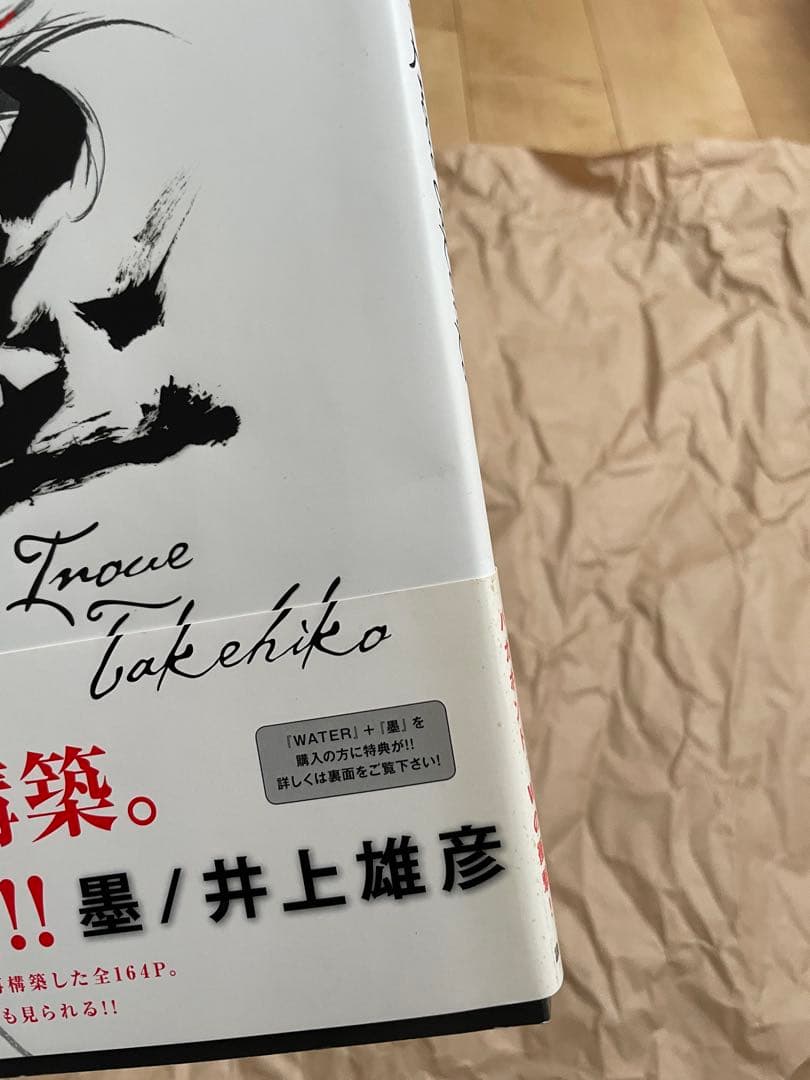 Inoue
Takehiko
『WATER』+『墨』を
購入の方に特典が!!
詳しくは裏面をご覧下さい!
構築。
!! 墨/井上雄彦
構築した全164P。
も見られる!!